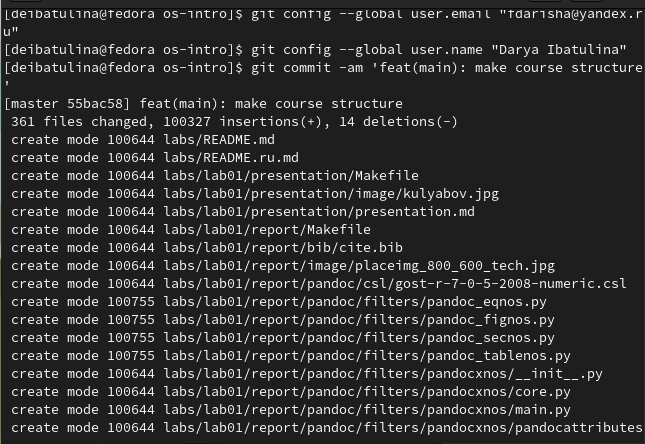 [deibatulina@fedora os-intro]$ git config --global user.email "fdarisha@yandex.r
u"
[deibatulina@fedora os-intro]$ git config --global user.name "Darya Ibatulina"
[deibatulina@fedora os-intro]$ git commit -am 'feat(main): make course structure
'
[master 55bac58] feat(main): make course structure
 361 files changed, 100327 insertions(+), 14 deletions(-)
 create mode 100644 labs/README.md
 create mode 100644 labs/README.ru.md
 create mode 100644 labs/lab01/presentation/Makefile
 create mode 100644 labs/lab01/presentation/image/kulyabov.jpg
 create mode 100644 labs/lab01/presentation/presentation.md
 create mode 100644 labs/lab01/report/Makefile
 create mode 100644 labs/lab01/report/bib/cite.bib
 create mode 100644 labs/lab01/report/image/placeimg_800_600_tech.jpg
 create mode 100644 labs/lab01/report/pandoc/csl/gost-r-7-0-5-2008-numeric.csl
 create mode 100755 labs/lab01/report/pandoc/filters/pandoc_eqnos.py
 create mode 100755 labs/lab01/report/pandoc/filters/pandoc_fignos.py
 create mode 100755 labs/lab01/report/pandoc/filters/pandoc_secnos.py
 create mode 100755 labs/lab01/report/pandoc/filters/pandoc_tablenos.py
 create mode 100644 labs/lab01/report/pandoc/filters/pandocxnos/__init__.py
 create mode 100644 labs/lab01/report/pandoc/filters/pandocxnos/core.py
 create mode 100644 labs/lab01/report/pandoc/filters/pandocxnos/main.py
 create mode 100644 labs/lab01/report/pandoc/filters/pandocxnos/pandocattributes